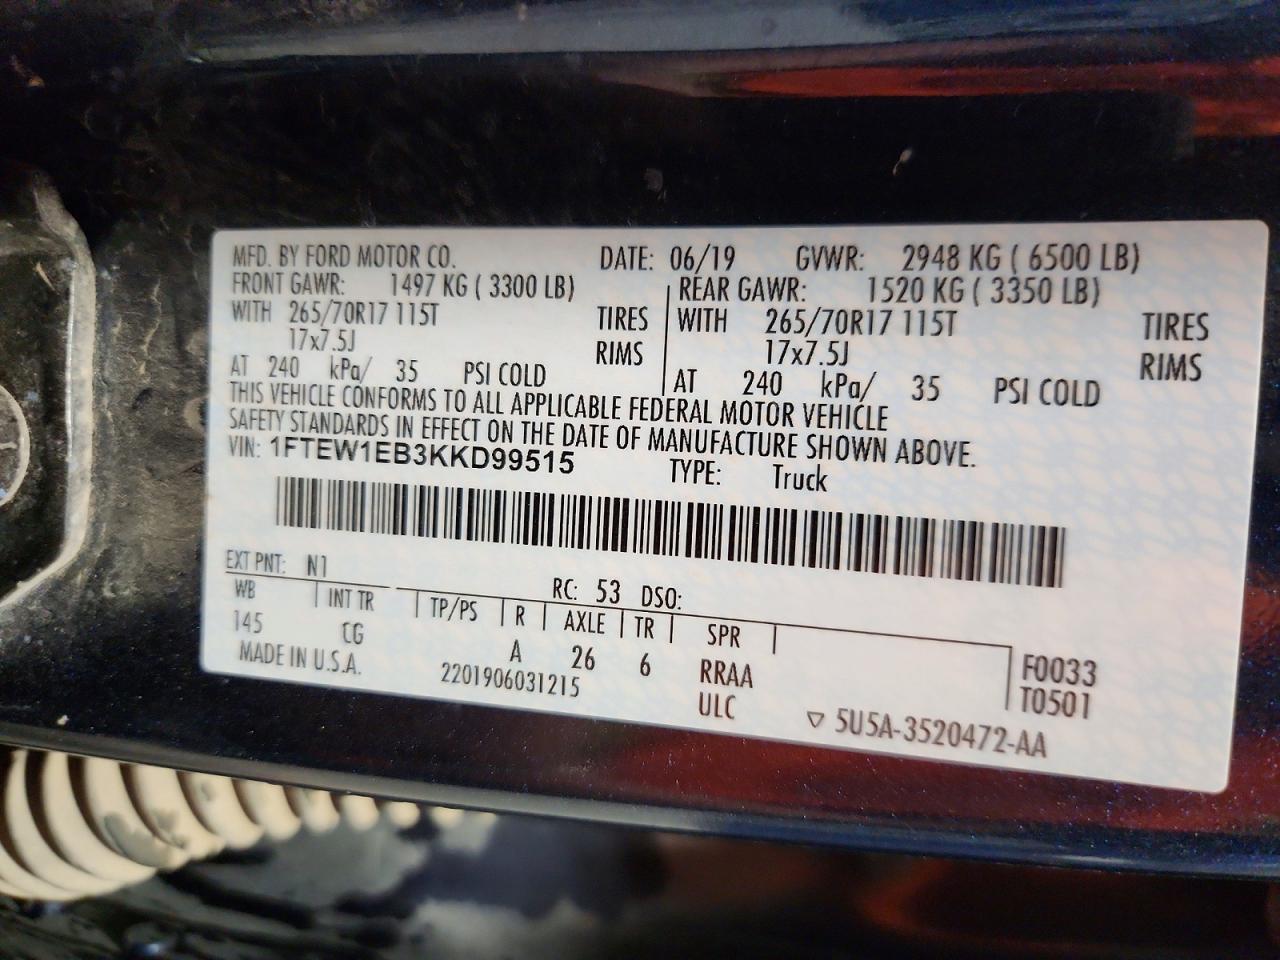 MFD. BY FORD MOTOR CO. DATE: 06/19 GVWR: 2948 KG ( 6500 LB)
FRONT GAWR: 1497 KG ( 3300 LB) REAR GAWR: 1520 KG ( 3350 LB)
WITH 265/70R17 115T TIRES WITH 265/70R17 115T TIRES
17x7.5J RIMS 17x7.5J RIMS
AT 240 kPa/ 35 PSI COLD AT 240 kPa/ 35 PSI COLD
THIS VEHICLE CONFORMS TO ALL APPLICABLE FEDERAL MOTOR VEHICLE
SAFETY STANDARDS IN EFFECT ON THE DATE OF MANUFACTURE SHOWN ABOVE.
VIN: 1FTEW1EB3KKD99515 TYPE: Truck
EXT PNT: N1 RC: 53 DSO:
WB INT TR TP/PS R AXLE TR SPR
145 CG A 26 6 RRAA F0033
MADE IN U.S.A. 2201906031215 ULC T0501
▽ 5U5A-3520472-AA